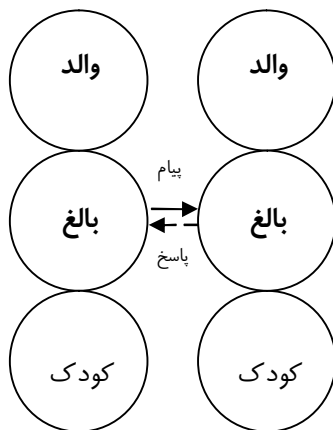 والد
والد
پیام
بالغ
بالغ
پاسخ
کودک
کودک